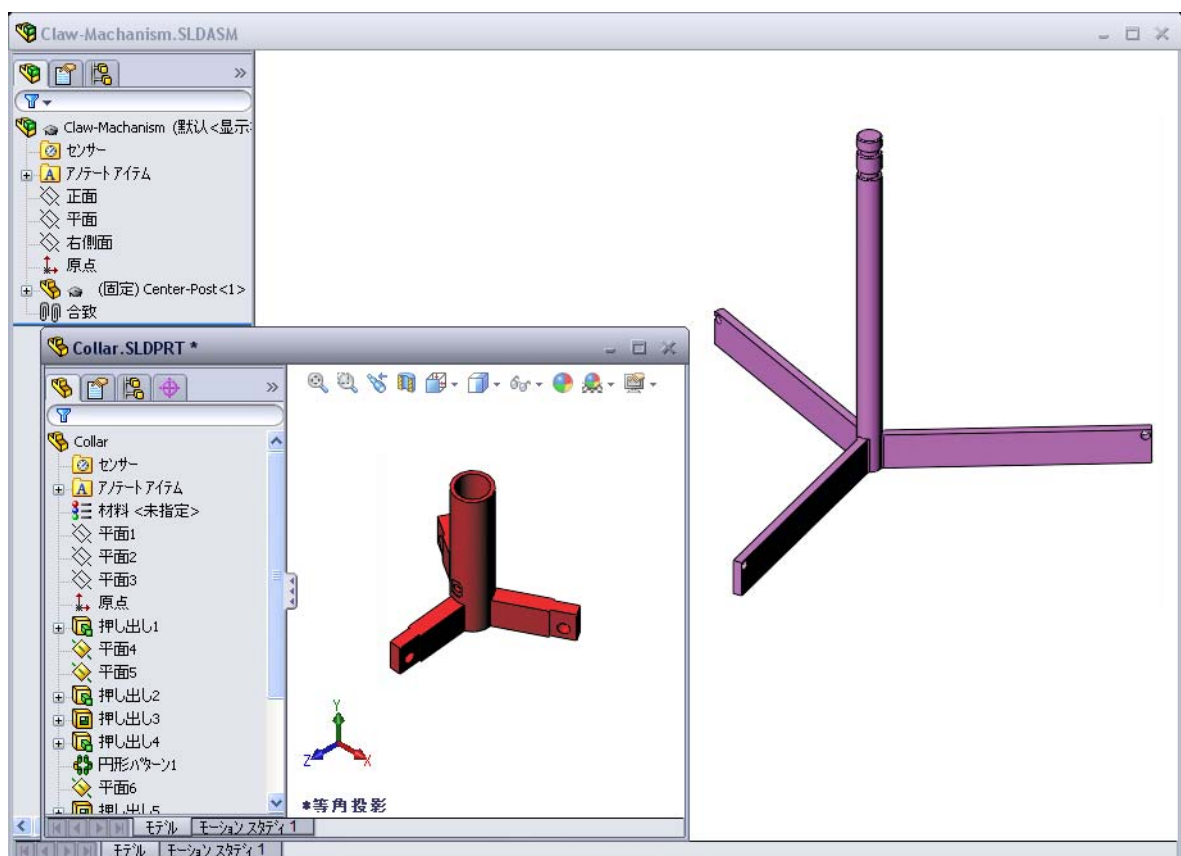 Claw-Machanism.SLDASM
Claw-Machanism (默认<显示
センサー
アノテート アイテム
正面
平面
右側面
原点
(固定) Center-Post<1>
合致
Collar.SLDPRT *
Collar
センサー
アノテート アイテム
材料 <未指定>
平面1
平面2
平面3
原点
押し出し1
平面4
平面5
押し出し2
押し出し3
押し出し4
円形パターン1
平面6
押し出し5
Y
Z
X
*等角投影
モデル
モーション スタディ 1
モデル
モーション スタディ 1